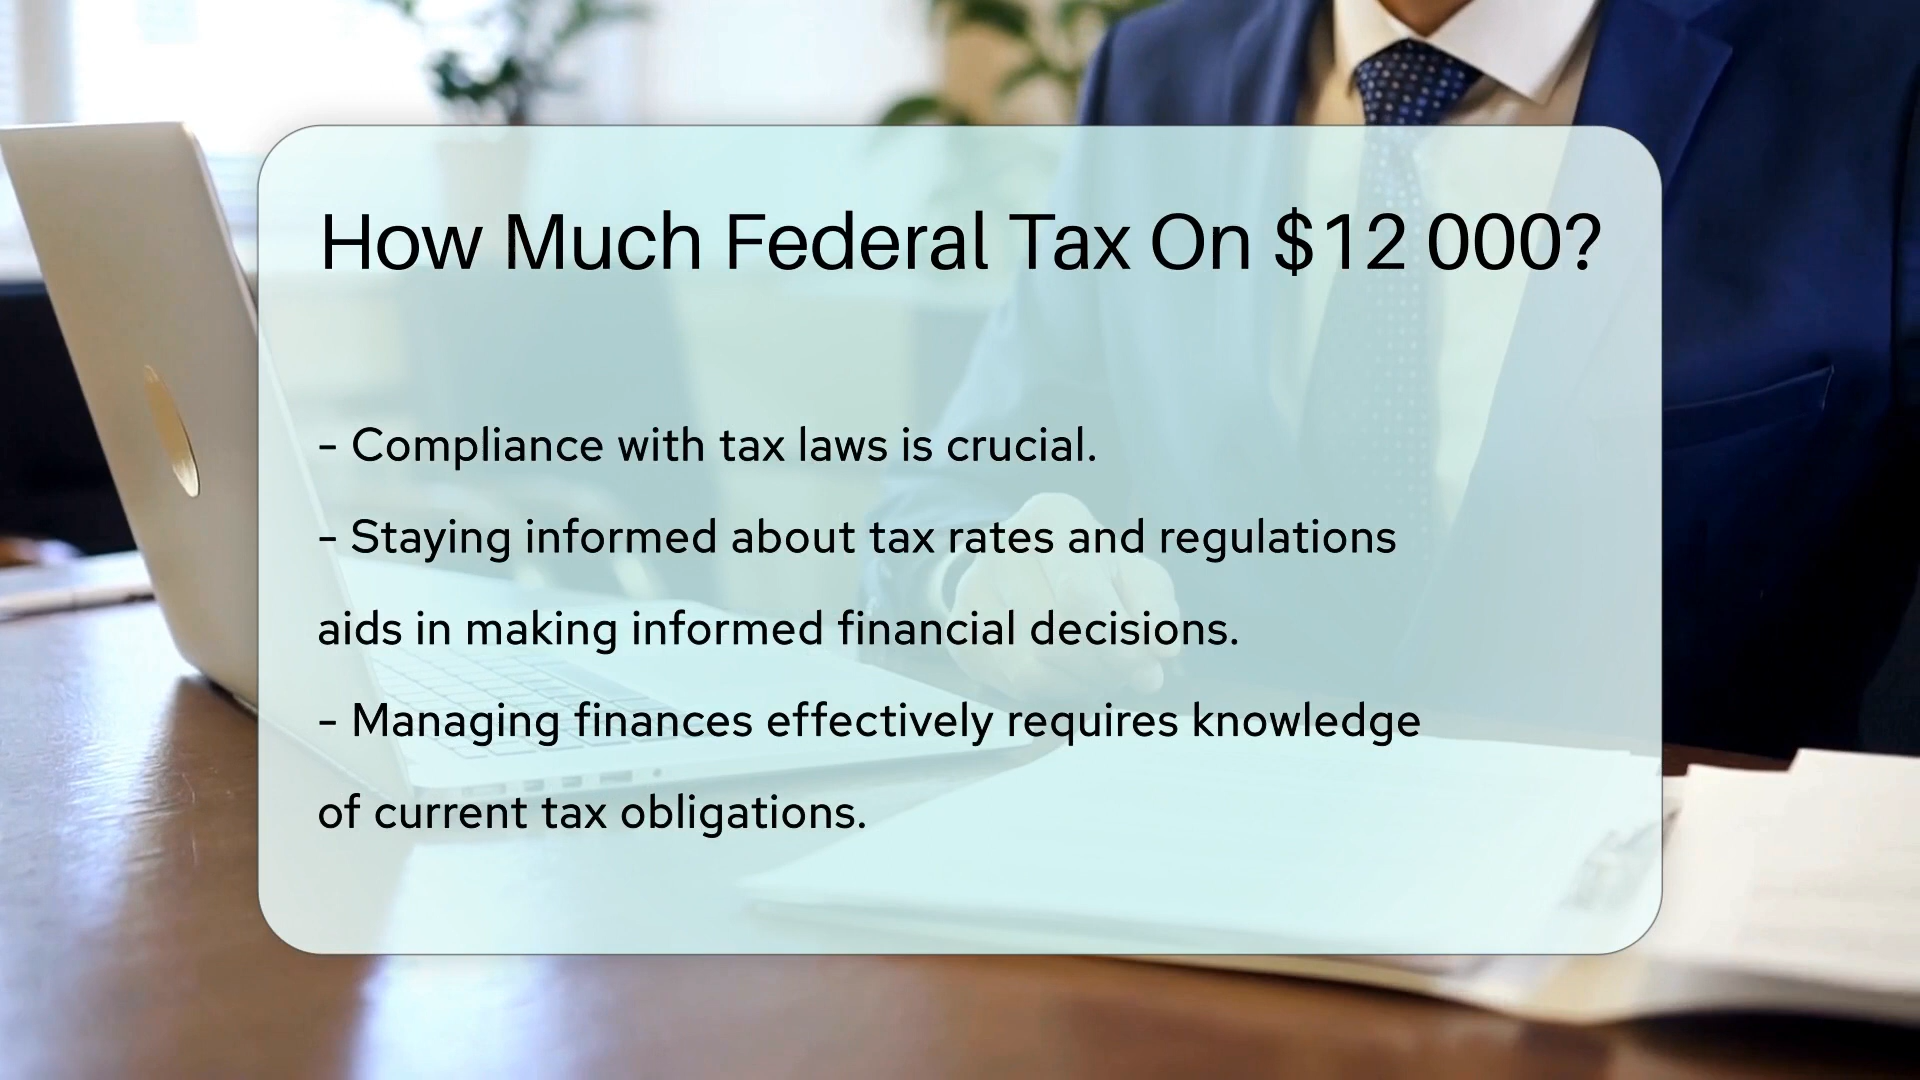 How Much Federal Tax On $12 000?
- Compliance with tax laws is crucial.
- Staying informed about tax rates and regulations
aids in making informed financial decisions.
- Managing finances effectively requires knowledge
of current tax obligations.